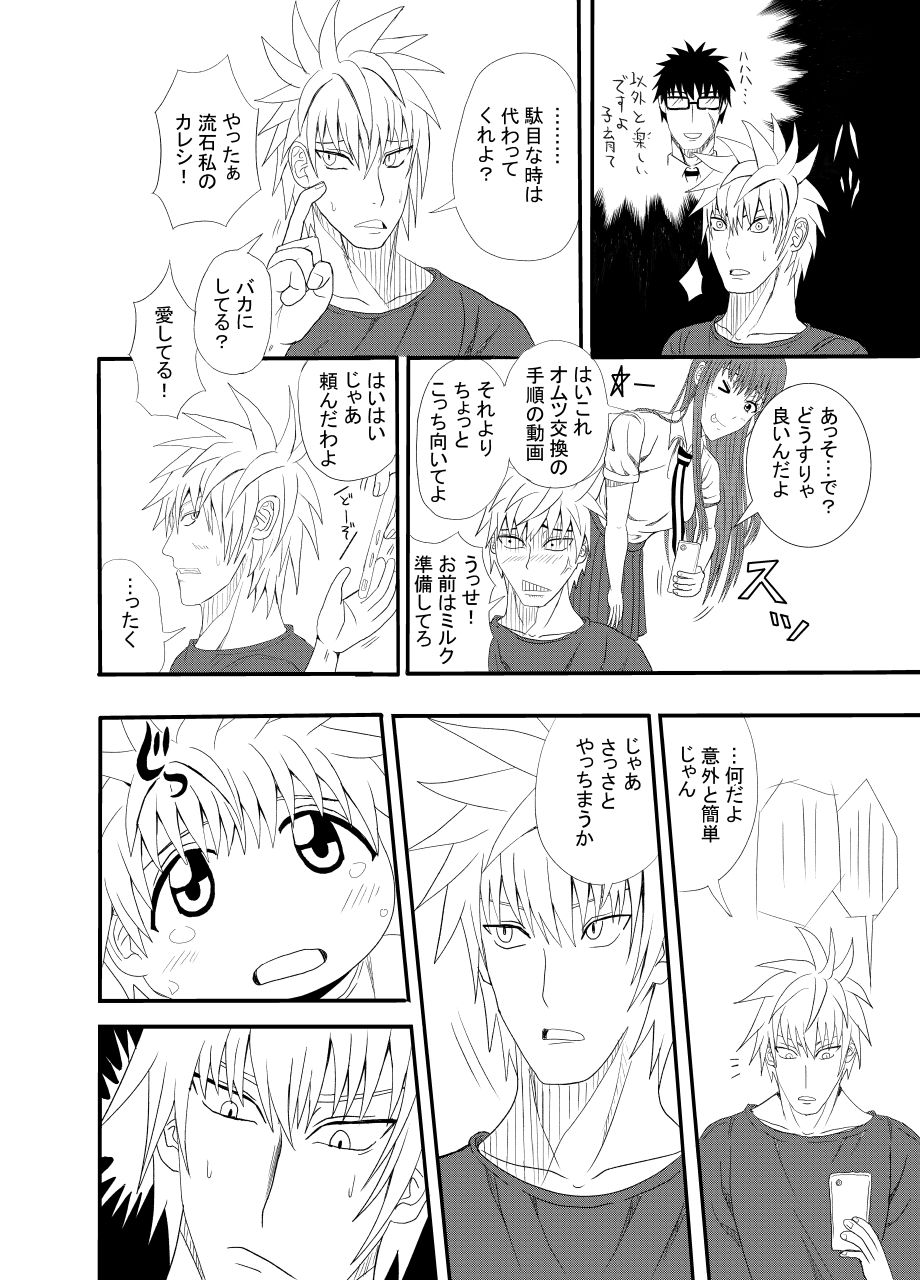 ハハハ…
以外と楽しい
ですよ
子育て
………
駄目な時は
代わって
くれよ？
やったぁ
流石私の
カレシ！
バカに
してる？
愛してる！
あっそ…で？
どうすりゃ
良いんだよ
はいこれ
オムツ交換の
手順の動画
それより
ちょっと
こっち向いてよ
うっせ！
お前はミルク
準備してろ
スッ
はいはい
じゃあ
頼んだわよ
どーぞ
…ったく
…何だよ
意外と簡単
じゃん
じゃあ
さっさと
やっちまうか
じっ